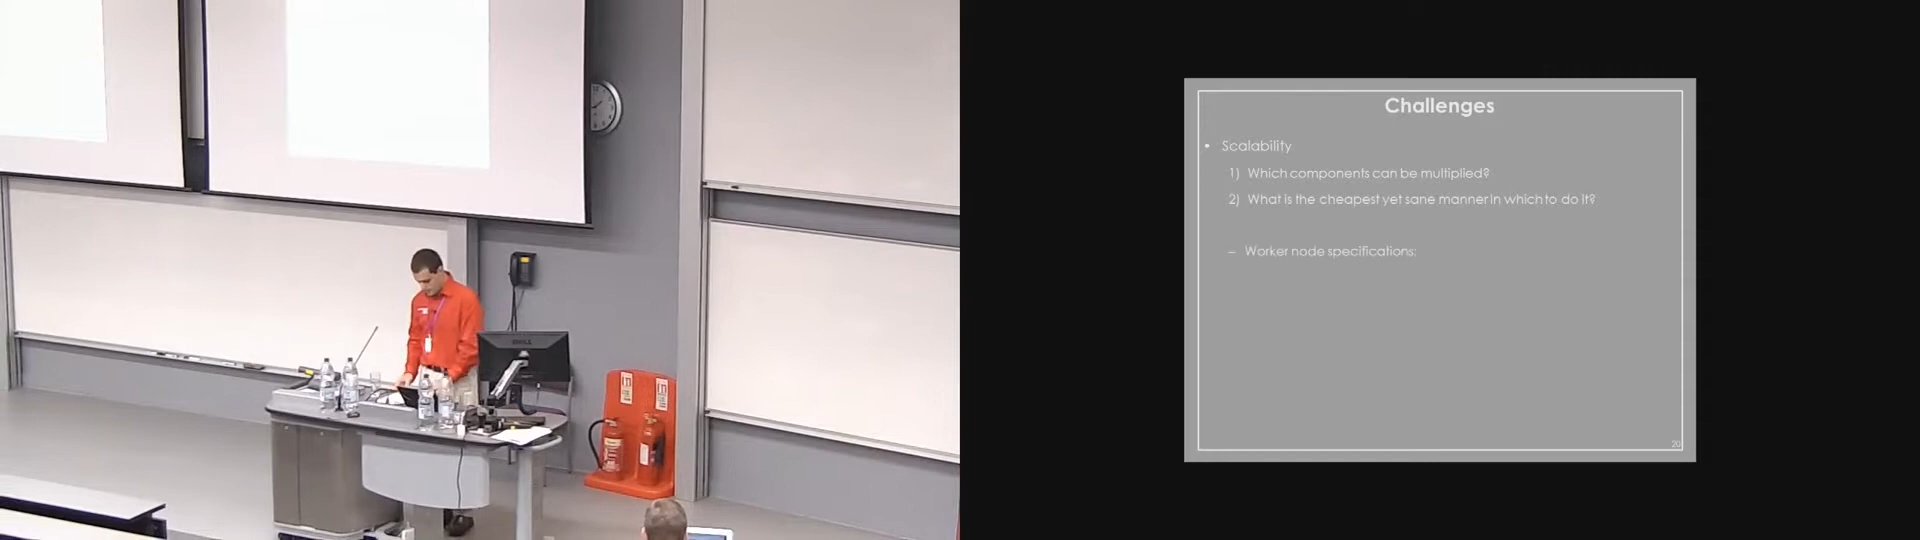 Challenges
• Scalability
1) Which components can be multiplied?
2) What is the cheapest yet sane manner in which to do it?
– Worker node specifications:
20
DELL